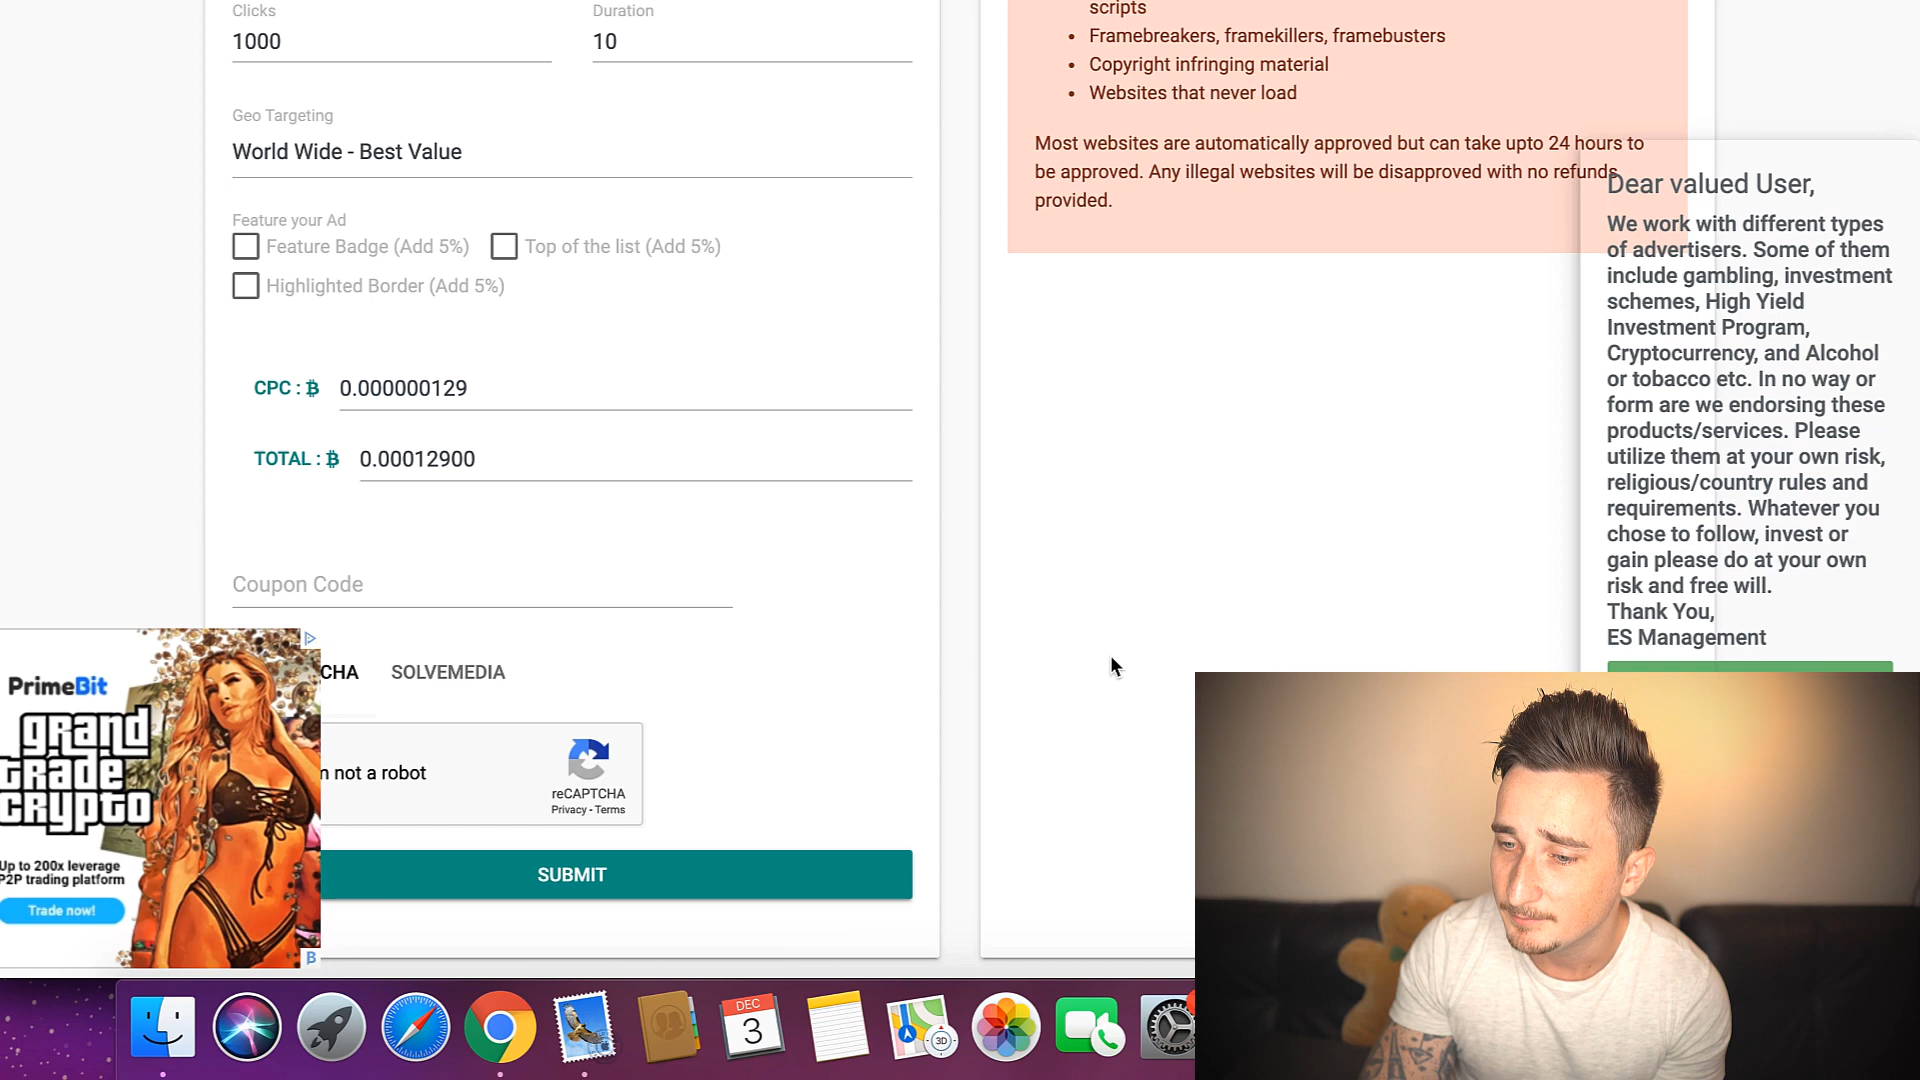 Clicks
1000
Duration
10
Geo Targeting
World Wide - Best Value
Feature your Ad
Feature Badge (Add 5%)
Top of the list (Add 5%)
Highlighted Border (Add 5%)
CPC : ₿ 0.000000129
TOTAL : ₿ 0.00012900
Coupon Code
CHA
SOLVEMEDIA
n not a robot
reCAPTCHA
Privacy - Terms
SUBMIT
PrimeBit
grand
trade
crypto
Up to 200x leverage
P2P trading platform
Trade now!
scripts
• Framebreakers, framekillers, framebusters
• Copyright infringing material
• Websites that never load
Most websites are automatically approved but can take upto 24 hours to
be approved. Any illegal websites will be disapproved with no refunds
provided.
Dear valued User,
We work with different types
of advertisers. Some of them
include gambling, investment
schemes, High Yield
Investment Program,
Cryptocurrency, and Alcohol
or tobacco etc. In no way or
form are we endorsing these
products/services. Please
utilize them at your own risk,
religious/country rules and
requirements. Whatever you
chose to follow, invest or
gain please do at your own
risk and free will.
Thank You,
ES Management
DEC
3
3D